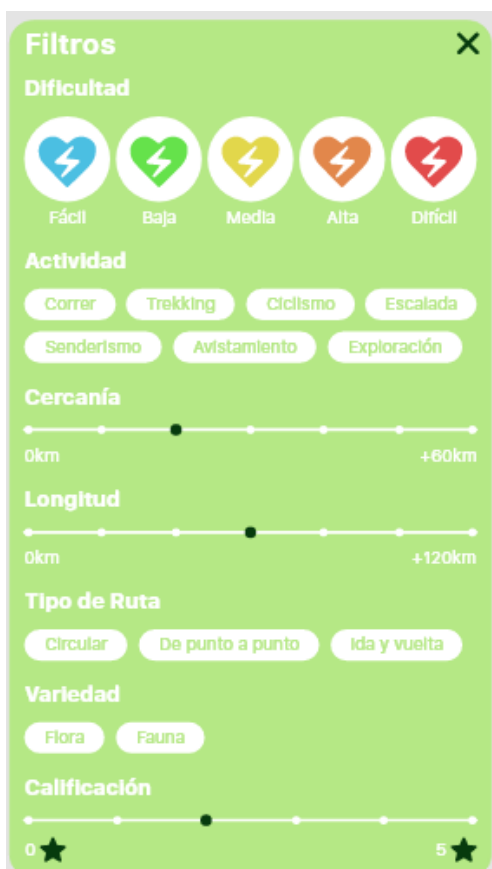 Filtros
Dificultad
Fácil Baja Media Alta Difícil
Actividad
Correr Trekking Ciclismo Escalada
Senderismo Avistamiento Exploración
Cercanía
0km +60km
Longitud
0km +120km
Tipo de Ruta
Circular De punto a punto Ida y vuelta
Variedad
Flora Fauna
Calificación
0 5